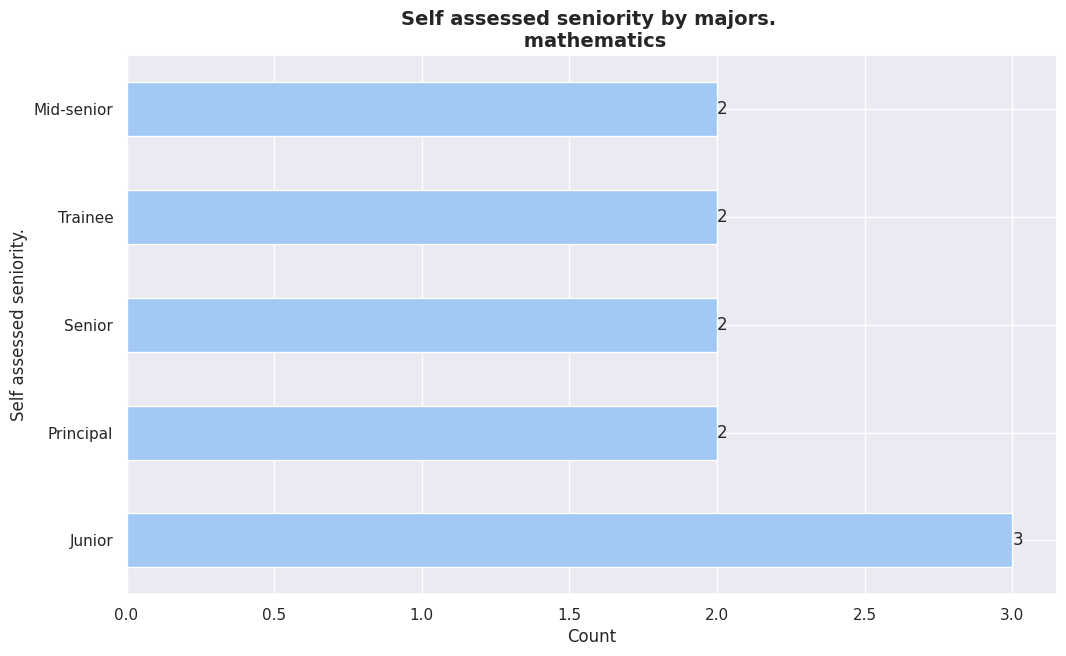 Self assessed seniority by majors.
mathematics
Self assessed seniority.
Mid-senior
2
Trainee
2
Senior
2
Principal
2
Junior
3
0.0 0.5 1.0 1.5 2.0 2.5 3.0
Count